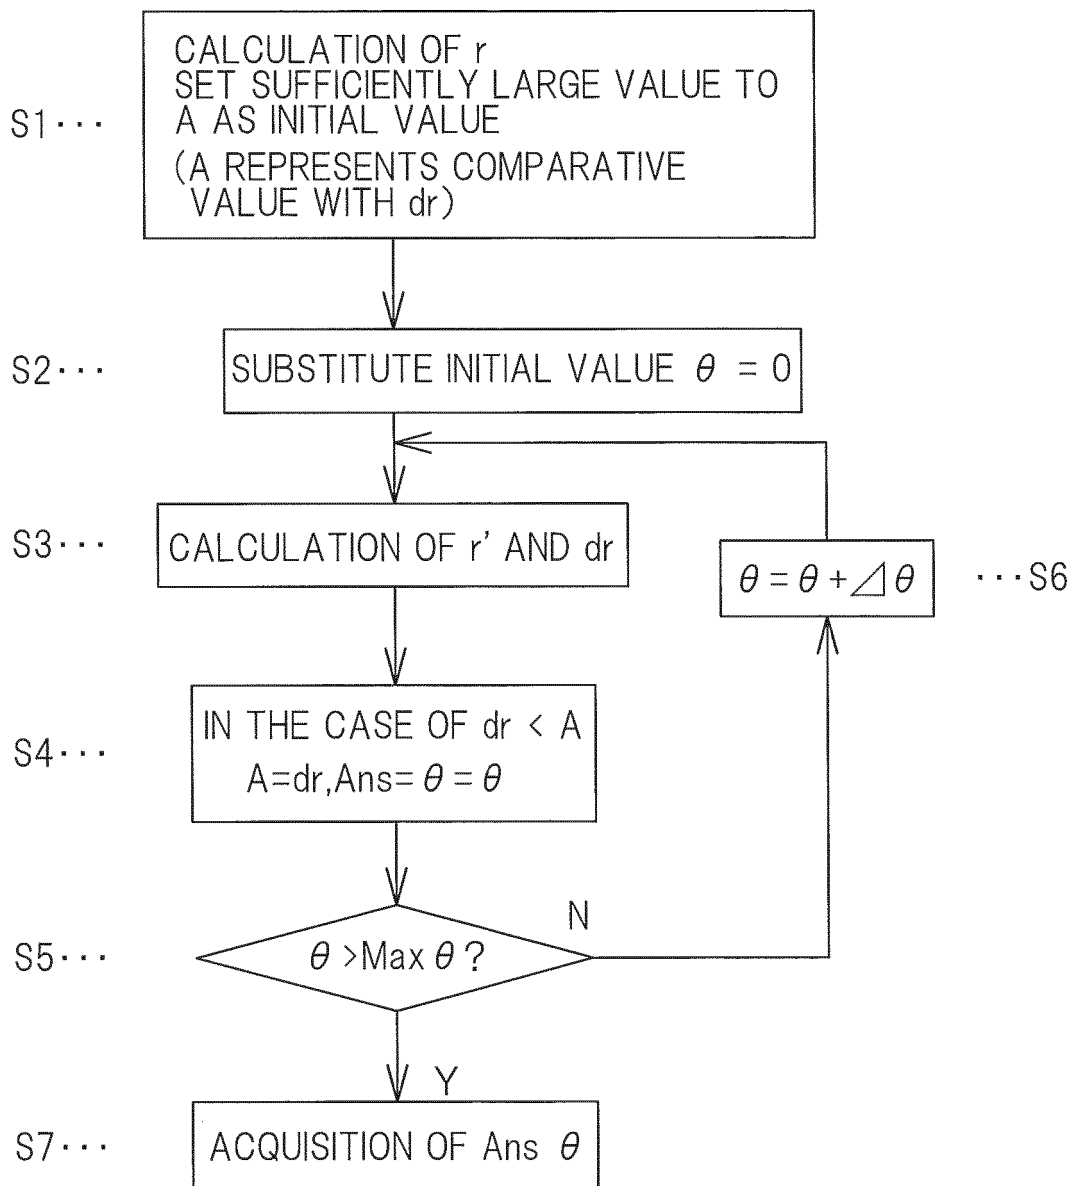 CALCULATION OF r
SET SUFFICIENTLY LARGE VALUE TO
S1··· A AS INITIAL VALUE
(A REPRESENTS COMPARATIVE
VALUE WITH dr)
S2··· SUBSTITUTE INITIAL VALUE θ = 0
S3··· CALCULATION OF r' AND dr
θ = θ + ⊿ θ ···S6
IN THE CASE OF dr < A
S4···
A=dr,Ans= θ = θ
N
S5··· θ >Max θ ?
Y
S7··· ACQUISITION OF Ans θ